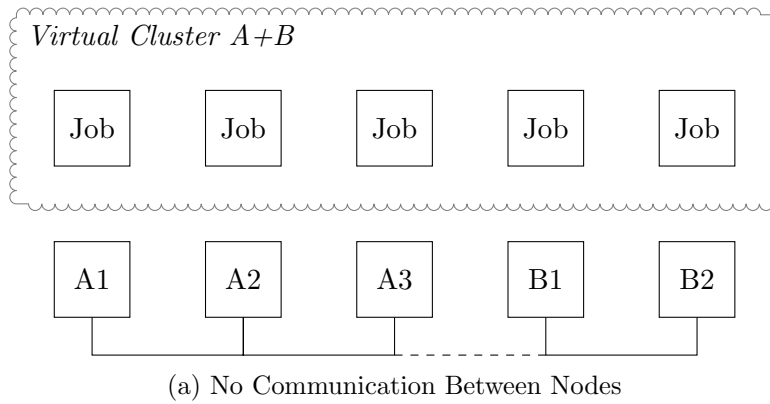 Virtual Cluster A+B
Job Job Job Job Job
A1 A2 A3 B1 B2
(a) No Communication Between Nodes